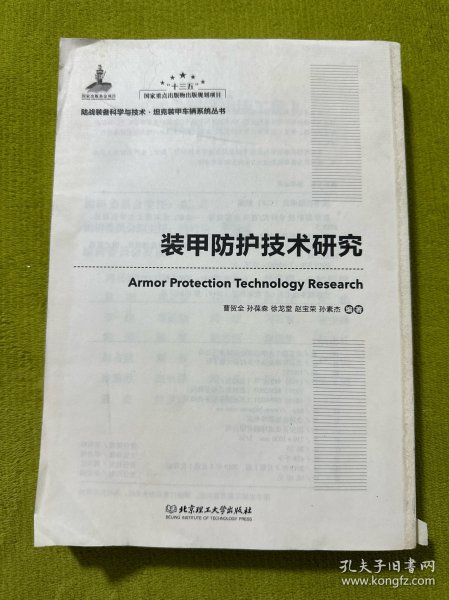 国家出版基金项目
"十三五"
国家重点出版物出版规划项目
陆战装备科学与技术·坦克装甲车辆系统丛书
装甲防护技术研究
Armor Protection Technology Research
曹贺全 孙葆森 徐龙堂 赵宝荣 孙素杰 编著
北京理工大学出版社
BEIJING INSTITUTE OF TECHNOLOGY PRESS
孔夫子旧书网
www.kongfz.com